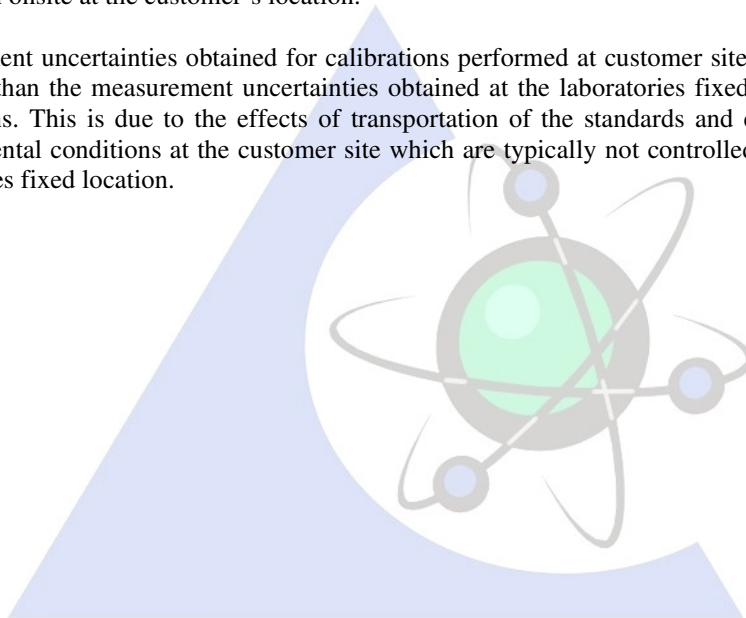 onsite at the customer's location.
ent uncertainties obtained for calibrations performed at customer site
than the measurement uncertainties obtained at the laboratories fixed
s. This is due to the effects of transportation of the standards and
ental conditions at the customer site which are typically not controlled
es fixed location.